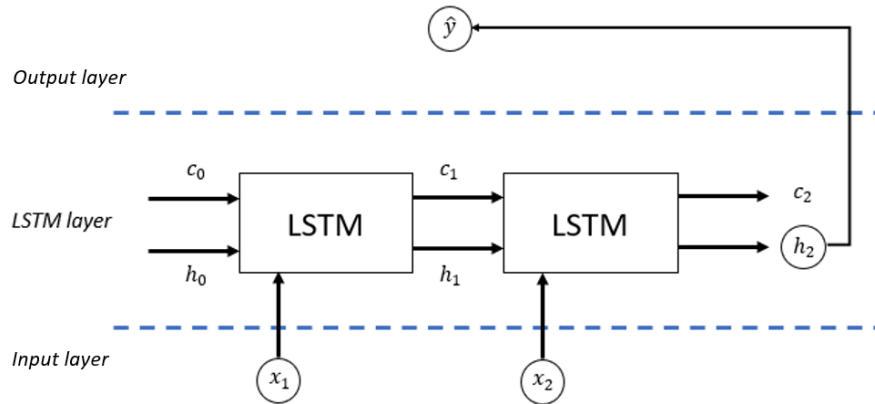 ŷ
Output layer
c₀
c₁
c₂
LSTM layer
LSTM
LSTM
h₀
h₁
h₂
Input layer
x₁
x₂